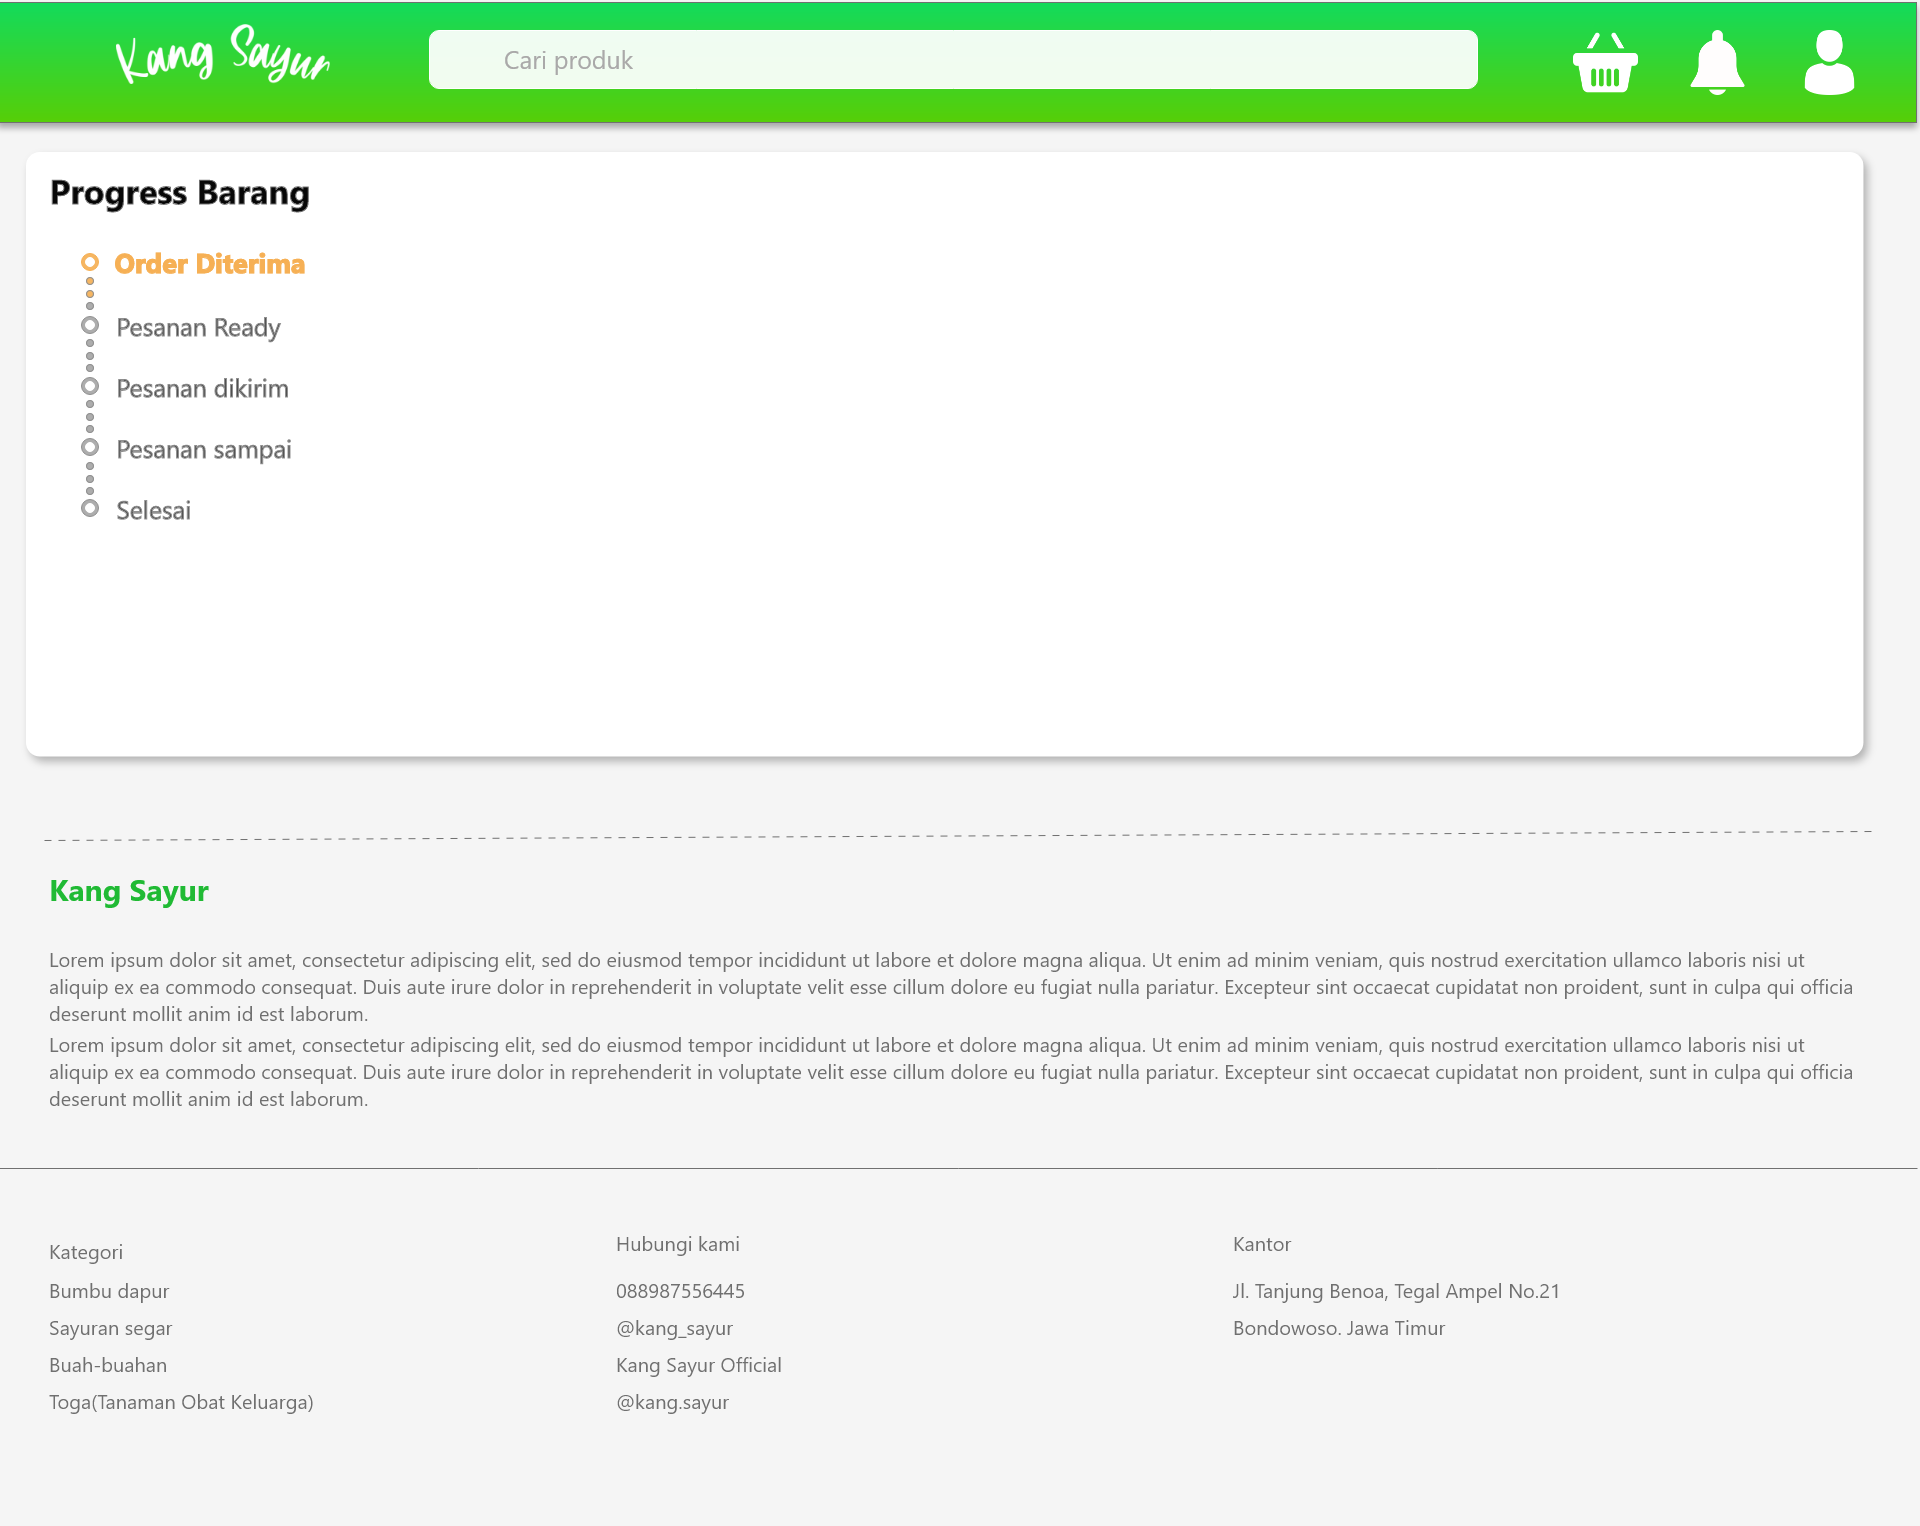 Kang Sayur
Cari produk
Progress Barang
Order Diterima
Pesanan Ready
Pesanan dikirim
Pesanan sampai
Selesai
Kang Sayur
Lorem ipsum dolor sit amet, consectetur adipiscing elit, sed do eiusmod tempor incididunt ut labore et dolore magna aliqua. Ut enim ad minim veniam, quis nostrud exercitation ullamco laboris nisi ut
aliquip ex ea commodo consequat. Duis aute irure dolor in reprehenderit in voluptate velit esse cillum dolore eu fugiat nulla pariatur. Excepteur sint occaecat cupidatat non proident, sunt in culpa qui officia
deserunt mollit anim id est laborum.
Lorem ipsum dolor sit amet, consectetur adipiscing elit, sed do eiusmod tempor incididunt ut labore et dolore magna aliqua. Ut enim ad minim veniam, quis nostrud exercitation ullamco laboris nisi ut
aliquip ex ea commodo consequat. Duis aute irure dolor in reprehenderit in voluptate velit esse cillum dolore eu fugiat nulla pariatur. Excepteur sint occaecat cupidatat non proident, sunt in culpa qui officia
deserunt mollit anim id est laborum.
Kategori
Bumbu dapur
Sayuran segar
Buah-buahan
Toga(Tanaman Obat Keluarga)
Hubungi kami
088987556445
@kang_sayur
Kang Sayur Official
@kang.sayur
Kantor
Jl. Tanjung Benoa, Tegal Ampel No.21
Bondowoso. Jawa Timur